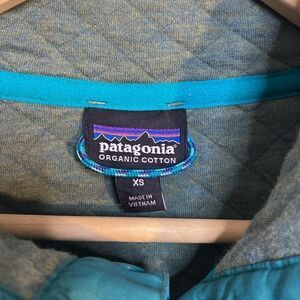 patagonia
ORGANIC COTTON
XS
MADE IN
VIETNAM